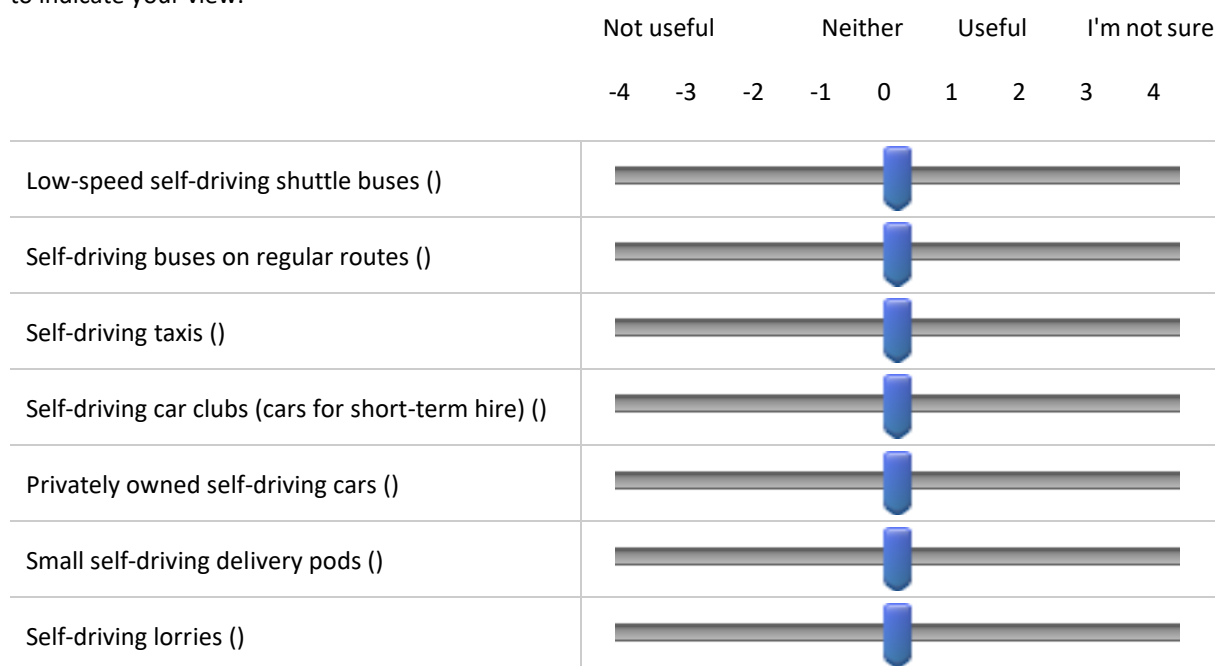 to indicate your view.
Not useful Neither Useful I'm not sure
-4 -3 -2 -1 0 1 2 3 4
Low-speed self-driving shuttle buses ()
Self-driving buses on regular routes ()
Self-driving taxis ()
Self-driving car clubs (cars for short-term hire) ()
Privately owned self-driving cars ()
Small self-driving delivery pods ()
Self-driving lorries ()